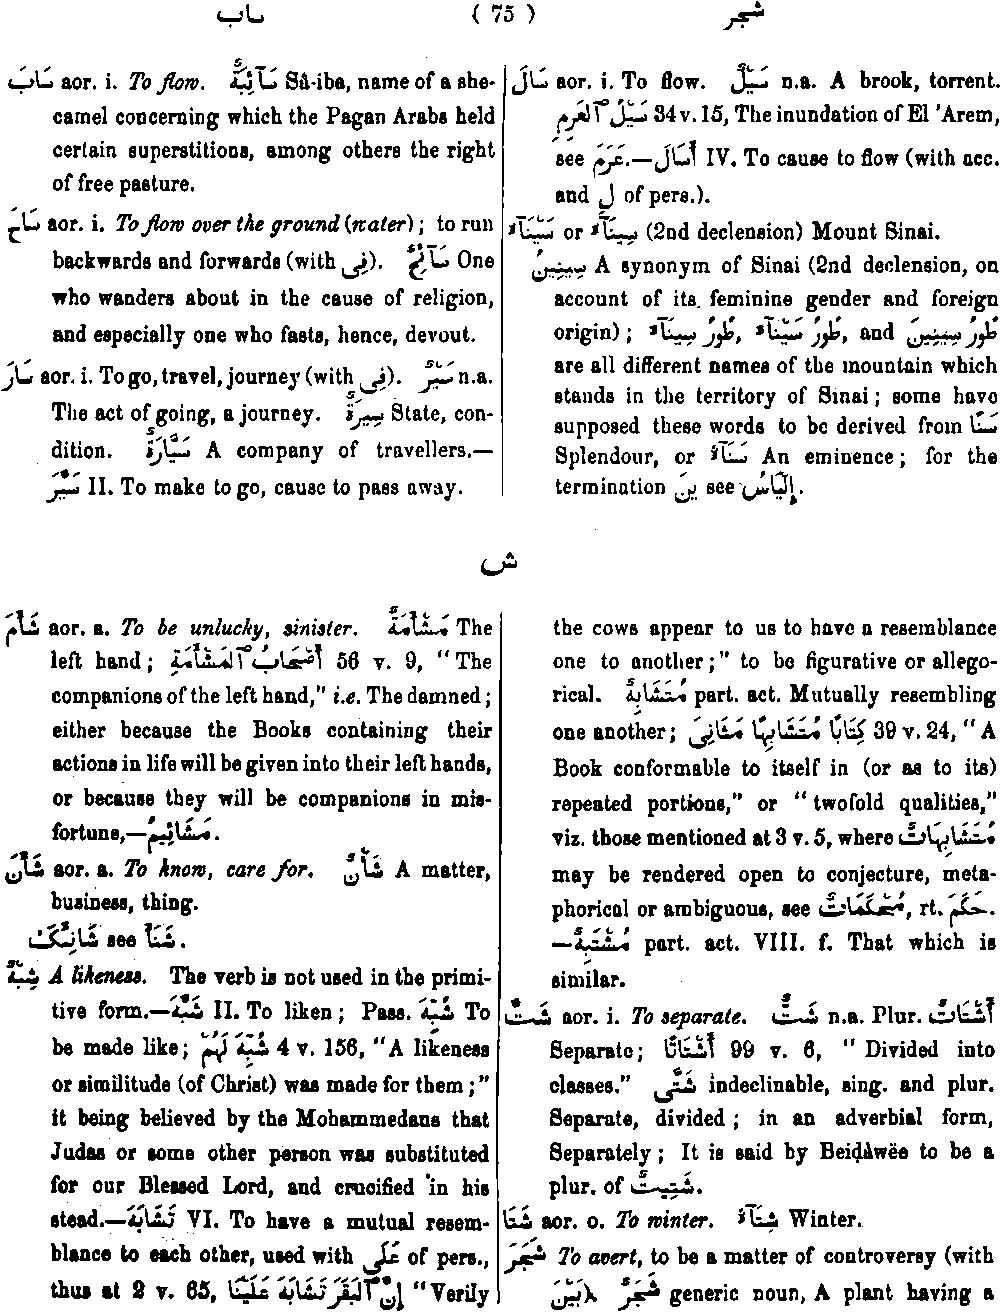 ساب ( 75 ) شجر
سَابَ aor. i. To flow. سَآئِبَةٌ Sâ-iba, name of a she-
camel concerning which the Pagan Arabs held
certain superstitions, among others the right
of free pasture.
سَاحَ aor. i. To flow over the ground (water); to run
backwards and forwards (with فِي). سَآئِحٌ One
who wanders about in the cause of religion,
and especially one who fasts, hence, devout.
سَارَ aor. i. To go, travel, journey (with فِي). سَيْرٌ n.a.
The act of going, a journey. سِيرَةٌ State, con-
dition. سَيَّارَةٌ A company of travellers.—
سَيَّرَ II. To make to go, cause to pass away.
سَالَ aor. i. To flow. سَيْلٌ n.a. A brook, torrent.
سَيْلَ ٱلْعَرِمِ 34 v. 15, The inundation of El 'Arem,
see عَرِمَ.—أَسَالَ IV. To cause to flow (with acc.
and لِ of pers.).
سَيْنَآءُ or سِينَآءُ (2nd declension) Mount Sinai.
سِينِينُ A synonym of Sinai (2nd declension, on
account of its feminine gender and foreign
origin); طُورُ سِينَآءَ, طُورُ سَيْنَآءَ, and طُورُ سِينِينَ
are all different names of the mountain which
stands in the territory of Sinai; some have
supposed these words to be derived from سَنَا
Splendour, or سَنَآءٌ An eminence; for the
termination ينَ see إِلْيَاسُ.
ش
شَأَمَ aor. a. To be unlucky, sinister. مَشْأَمَةٌ The
left hand; أَصْحَابُ ٱلْمَشْأَمَةِ 56 v. 9, "The
companions of the left hand," i.e. The damned;
either because the Books containing their
actions in life will be given into their left hands,
or because they will be companions in mis-
fortune,—مَشَائِيمُ.
شَأَنَ aor. a. To know, care for. شَأْنٌ A matter,
business, thing.
شَانِئَكَ see شَنَأَ.
شِبْهٌ A likeness. The verb is not used in the primi-
tive form.—شَبَّهَ II. To liken; Pass. شُبِّهَ To
be made like; شُبِّهَ لَهُمْ 4 v. 156, "A likeness
or similitude (of Christ) was made for them;"
it being believed by the Mohammedans that
Judas or some other person was substituted
for our Blessed Lord, and crucified in his
stead.—تَشَابَهَ VI. To have a mutual resem-
blance to each other, used with عَلَى of pers.,
thus at 2 v. 65, إِنَّ ٱلْبَقَرَ تَشَابَهَ عَلَيْنَا "Verily
the cows appear to us to have a resemblance
one to another;" to be figurative or allego-
rical. مُتَشَابِهٌ part. act. Mutually resembling
one another; كِتَابًا مُتَشَابِهًا مَثَانِيَ 39 v. 24, "A
Book conformable to itself in (or as to its)
repeated portions," or "twofold qualities,"
viz. those mentioned at 3 v. 5, where مُتَشَابِهَاتٌ
may be rendered open to conjecture, meta-
phorical or ambiguous, see مُحْكَمَاتٌ, rt. حَكَمَ.
—مُشْتَبِهٌ part. act. VIII. f. That which is
similar.
شَتَّ aor. i. To separate. شَتٌّ n.a. Plur. أَشْتَاتٌ
Separate; أَشْتَاتًا 99 v. 6, "Divided into
classes." شَتَّى indeclinable, sing. and plur.
Separate, divided; in an adverbial form,
Separately; It is said by Beiḍâwëe to be a
plur. of شَتِيتٌ.
شَتَا aor. o. To winter. شِتَآءٌ Winter.
شَجَرَ To avert, to be a matter of controversy (with
بَيْنَ). شَجَرٌ generic noun, A plant having a